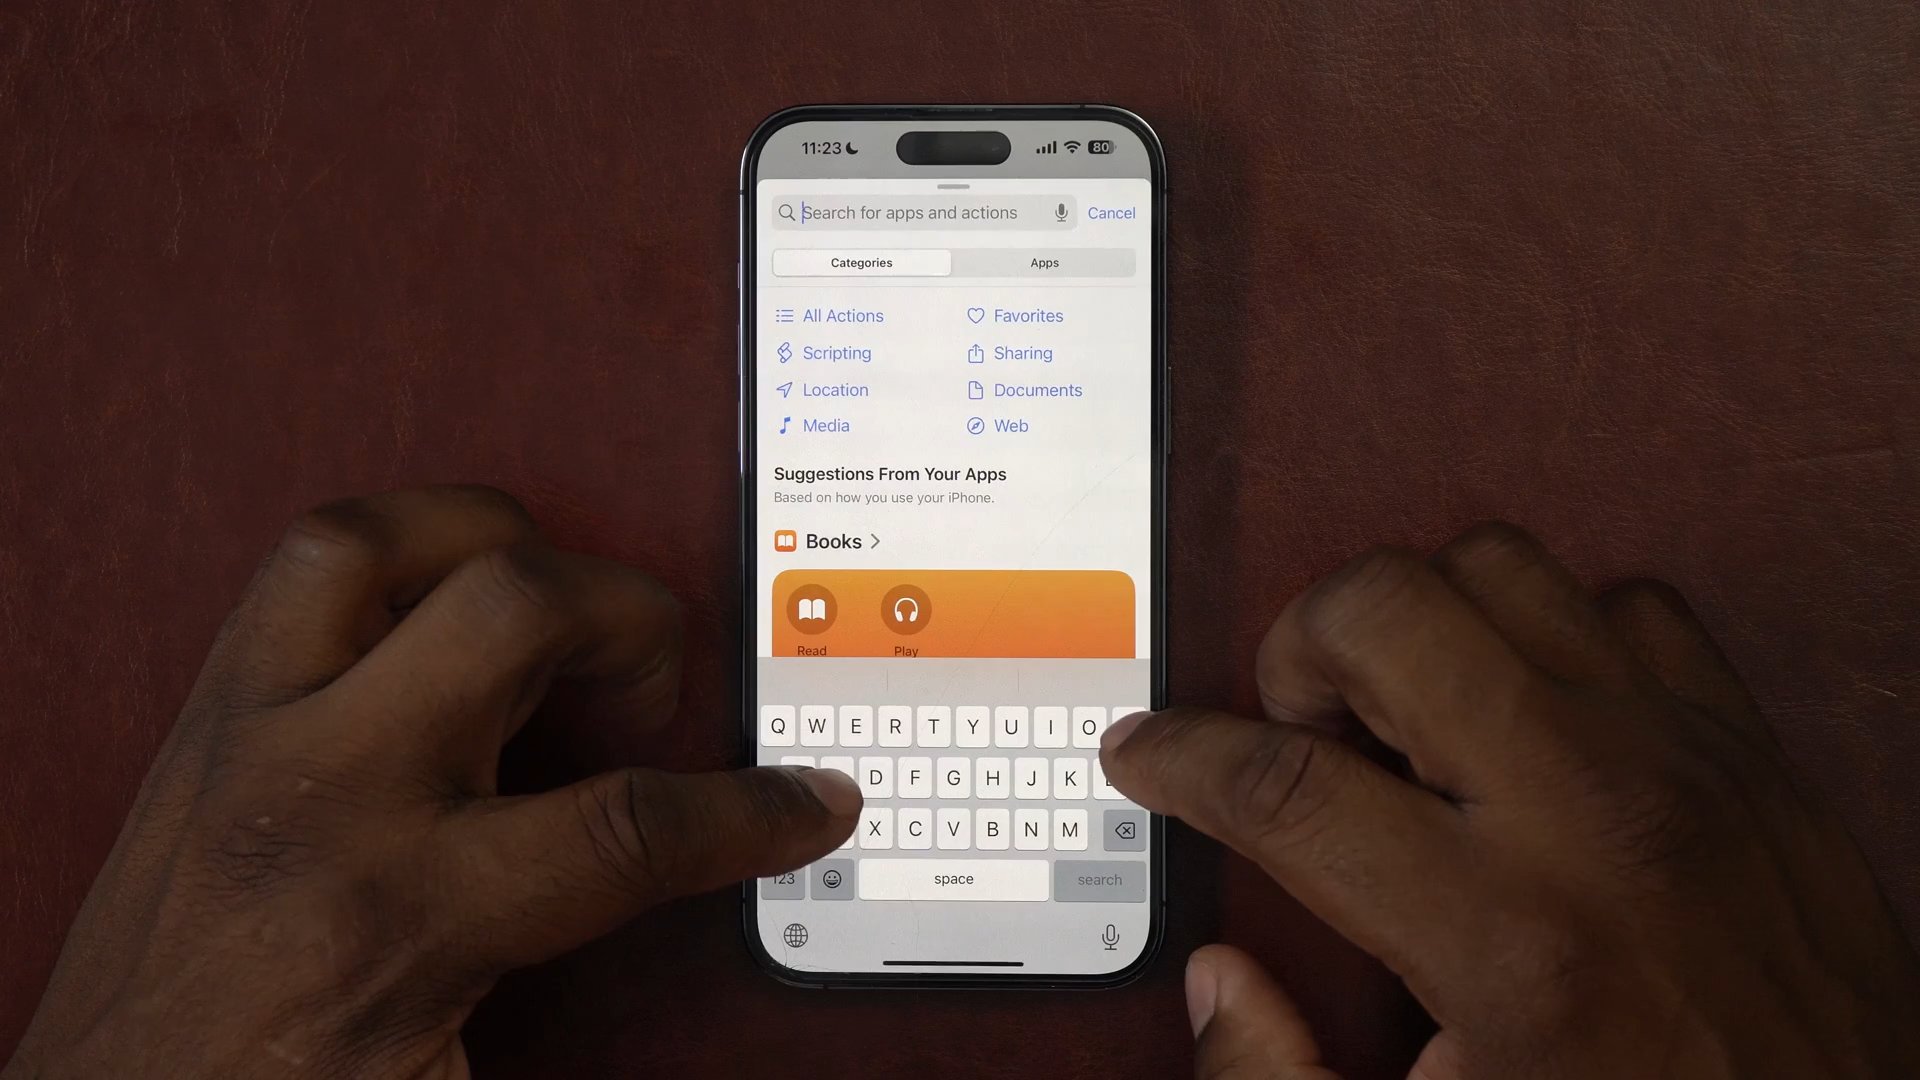 11:23 80
Search for apps and actions Cancel
Categories Apps
All Actions Favorites
Scripting Sharing
Location Documents
Media Web
Suggestions From Your Apps
Based on how you use your iPhone.
Books
Read Play
Q W E R T Y U I O
D F G H J K
X C V B N M
123 space search